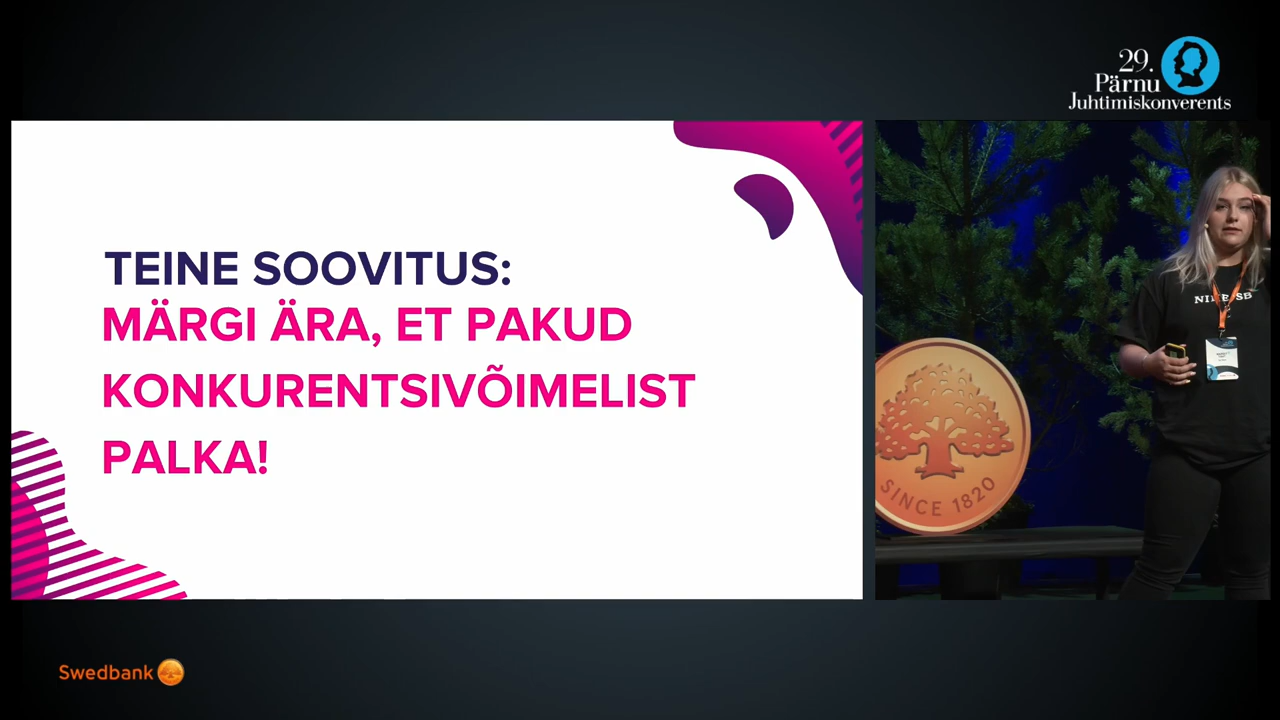 29.
Pärnu
Juhtimiskonverents
TEINE SOOVITUS:
MÄRGI ÄRA, ET PAKUD
KONKURENTSIVÕIMELIST
PALKA!
SINCE 1820
Swedbank